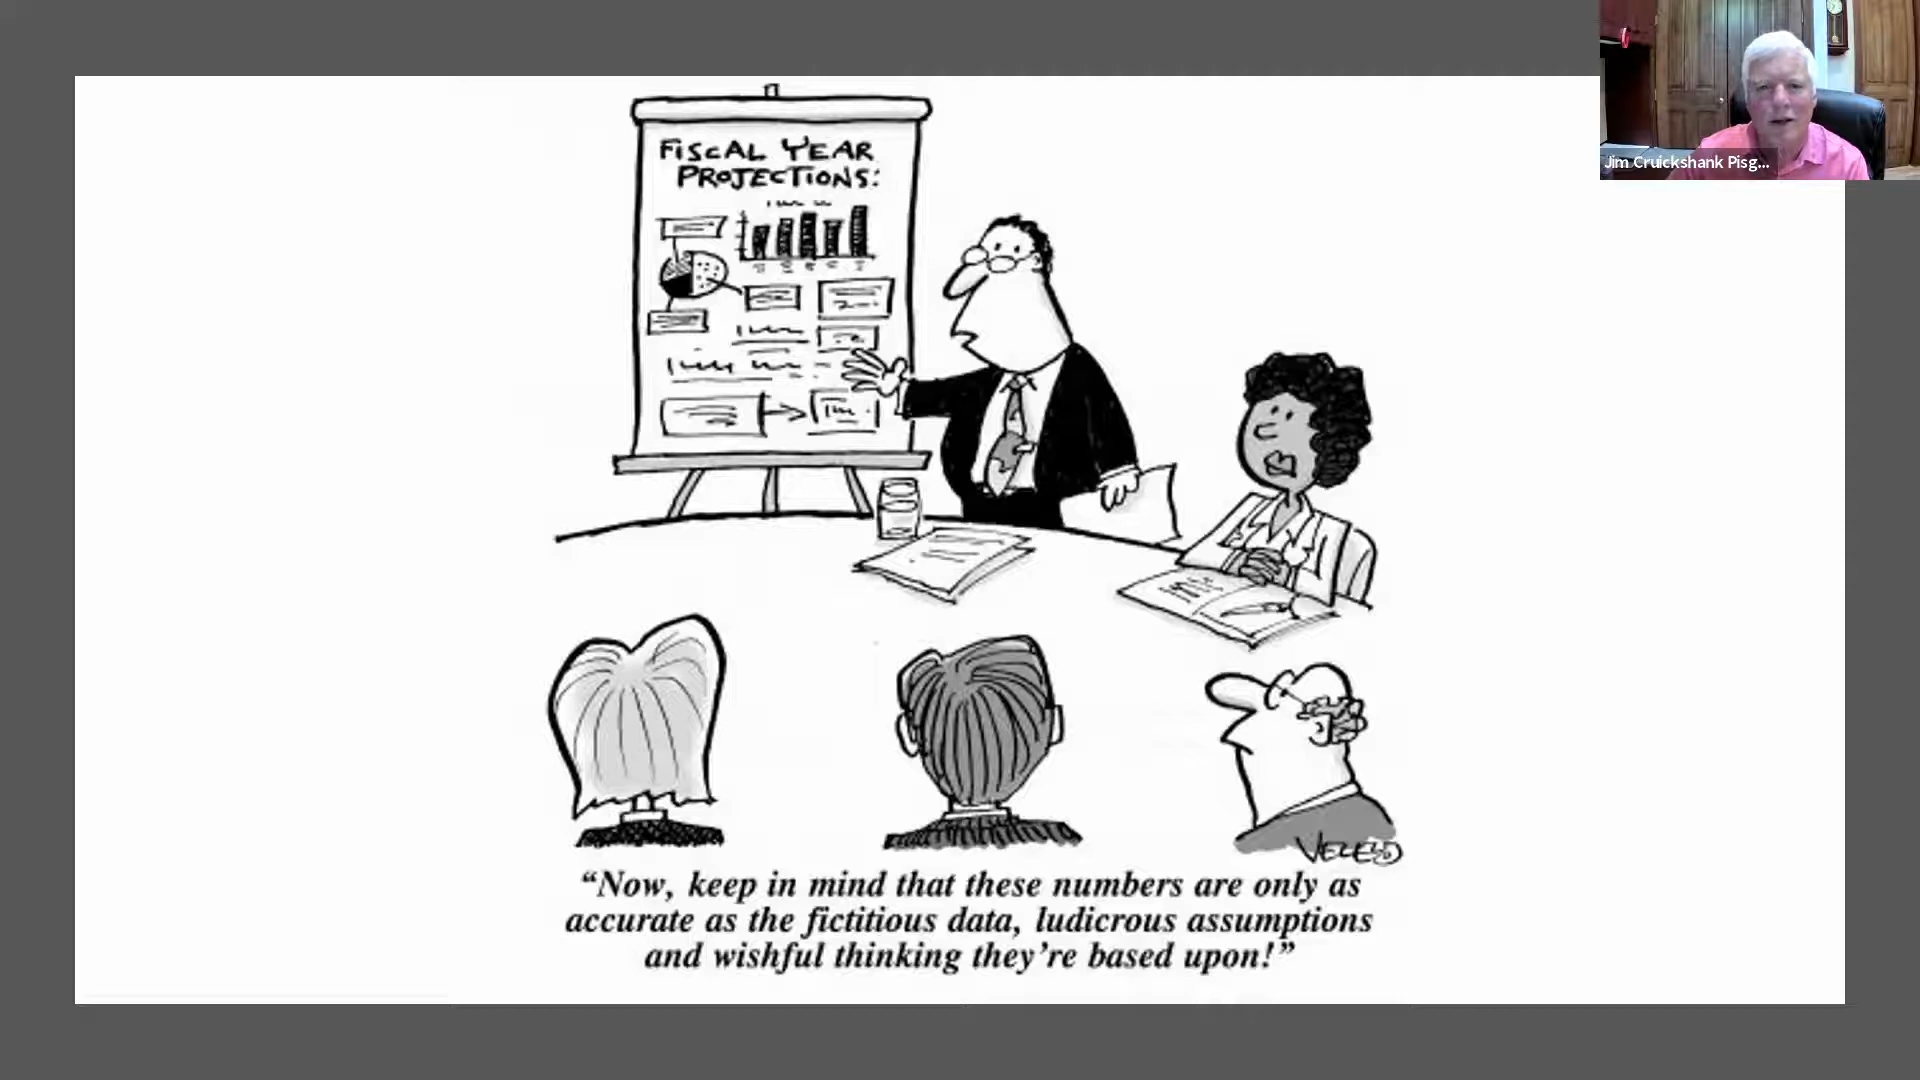 Jim Cruickshank Pisg...
FISCAL YEAR
PROJECTIONS:
“Now, keep in mind that these numbers are only as
accurate as the fictitious data, ludicrous assumptions
and wishful thinking they’re based upon!”